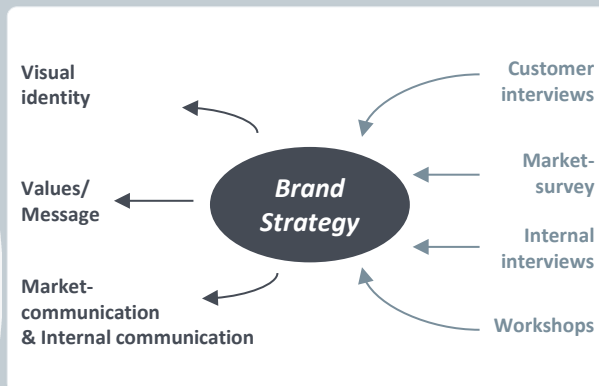 Visual
identity
Values/
Message
Market-
communication
& Internal communication
Brand
Strategy
Customer
interviews
Market-
survey
Internal
interviews
Workshops